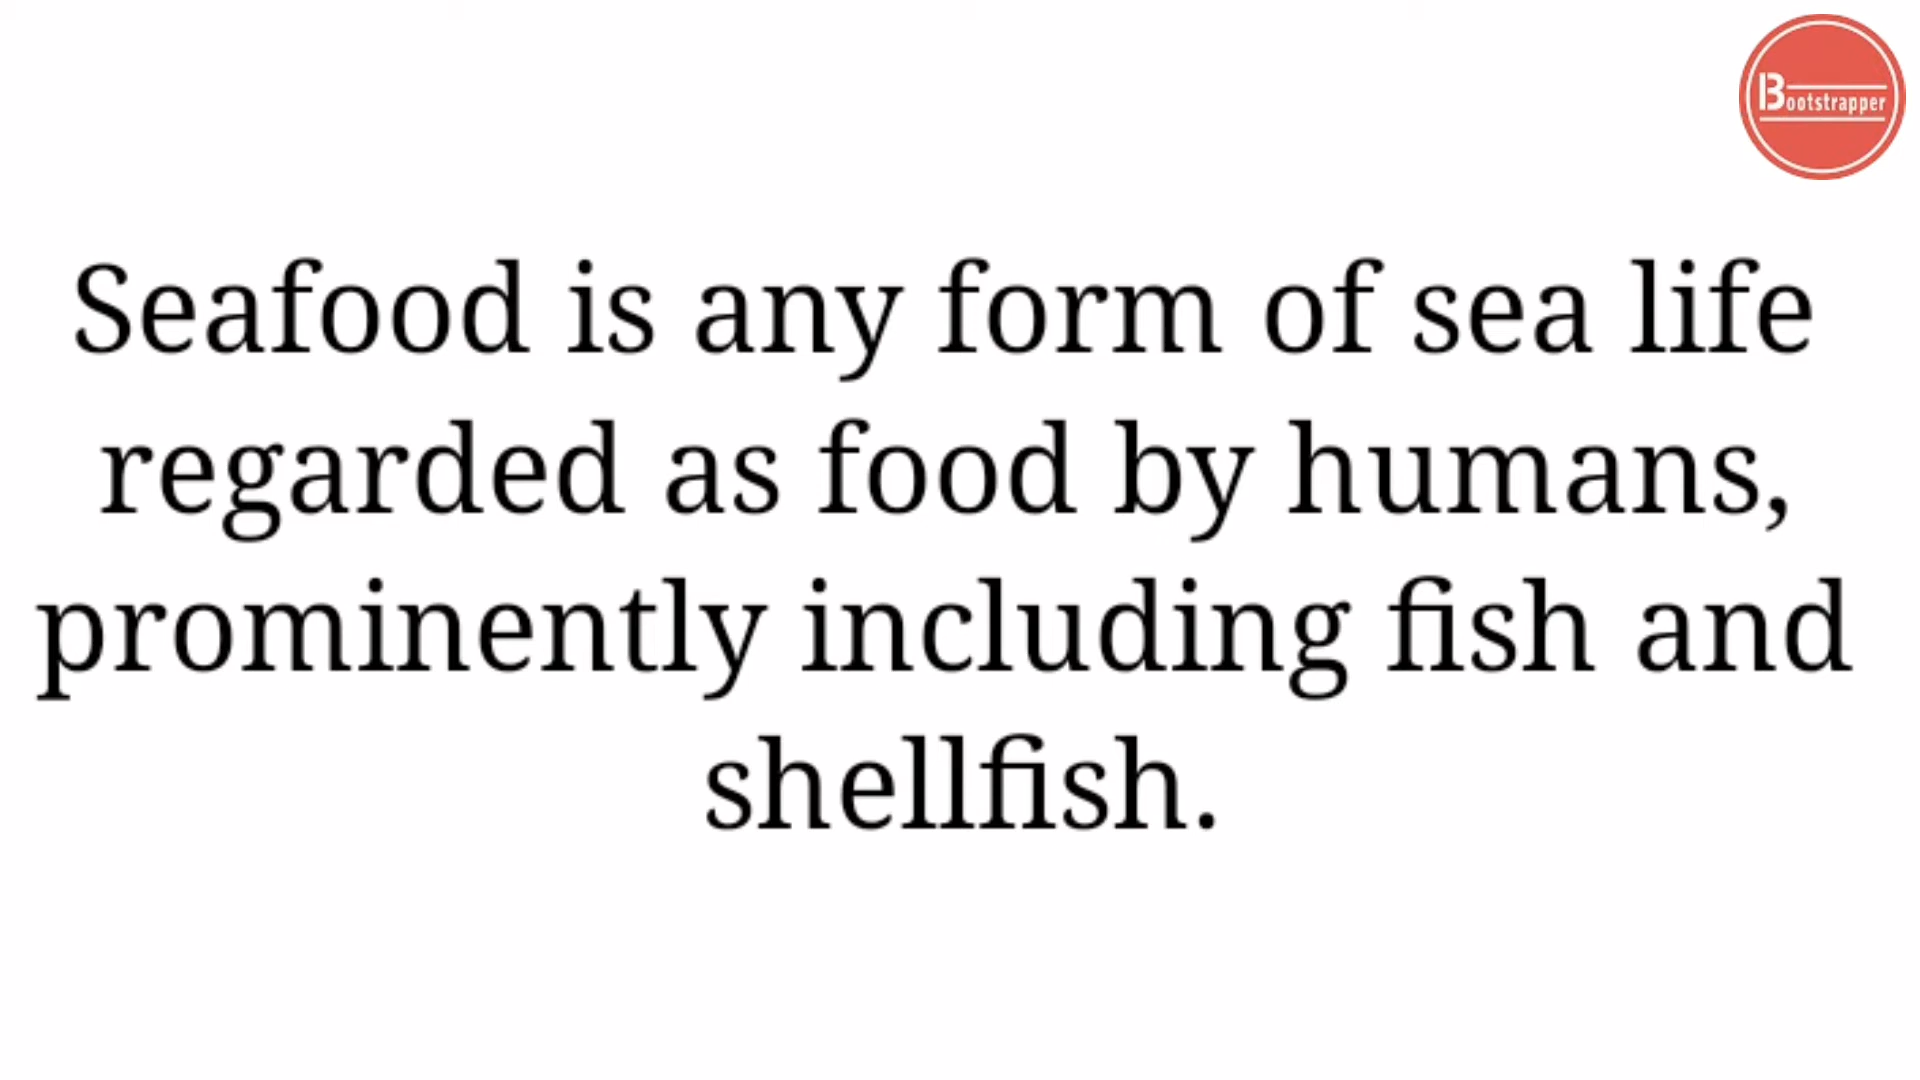 Bootstrapper
Seafood is any form of sea life
regarded as food by humans,
prominently including fish and
shellfish.